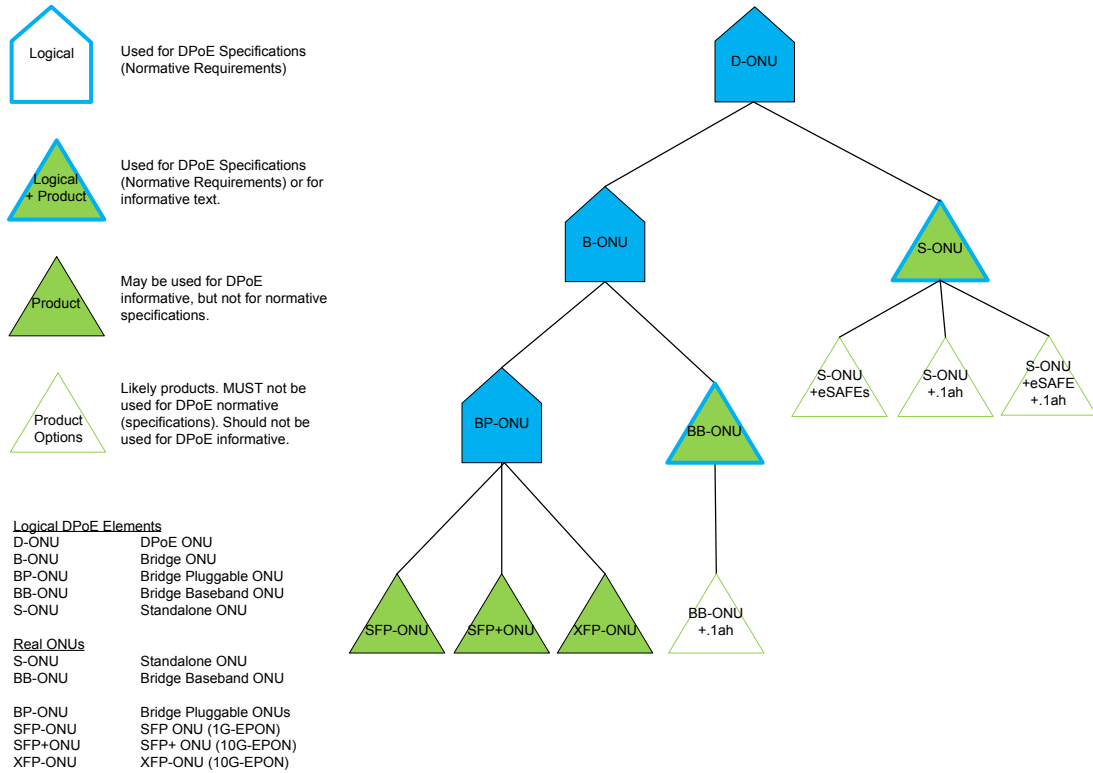 Logical
Used for DPoE Specifications
(Normative Requirements)
Logical
+ Product
Used for DPoE Specifications
(Normative Requirements) or for
informative text.
Product
May be used for DPoE
informative, but not for normative
specifications.
Product
Options
Likely products. MUST not be
used for DPoE normative
(specifications). Should not be
used for DPoE informative.
Logical DPoE Elements
D-ONU DPoE ONU
B-ONU Bridge ONU
BP-ONU Bridge Pluggable ONU
BB-ONU Bridge Baseband ONU
S-ONU Standalone ONU
Real ONUs
S-ONU Standalone ONU
BB-ONU Bridge Baseband ONU
BP-ONU Bridge Pluggable ONUs
SFP-ONU SFP ONU (1G-EPON)
SFP+ONU SFP+ ONU (10G-EPON)
XFP-ONU XFP-ONU (10G-EPON)
D-ONU
B-ONU
S-ONU
S-ONU
+eSAFEs
S-ONU
+.1ah
S-ONU
+eSAFE
+.1ah
BP-ONU
BB-ONU
SFP-ONU
SFP+ONU
XFP-ONU
BB-ONU
+.1ah